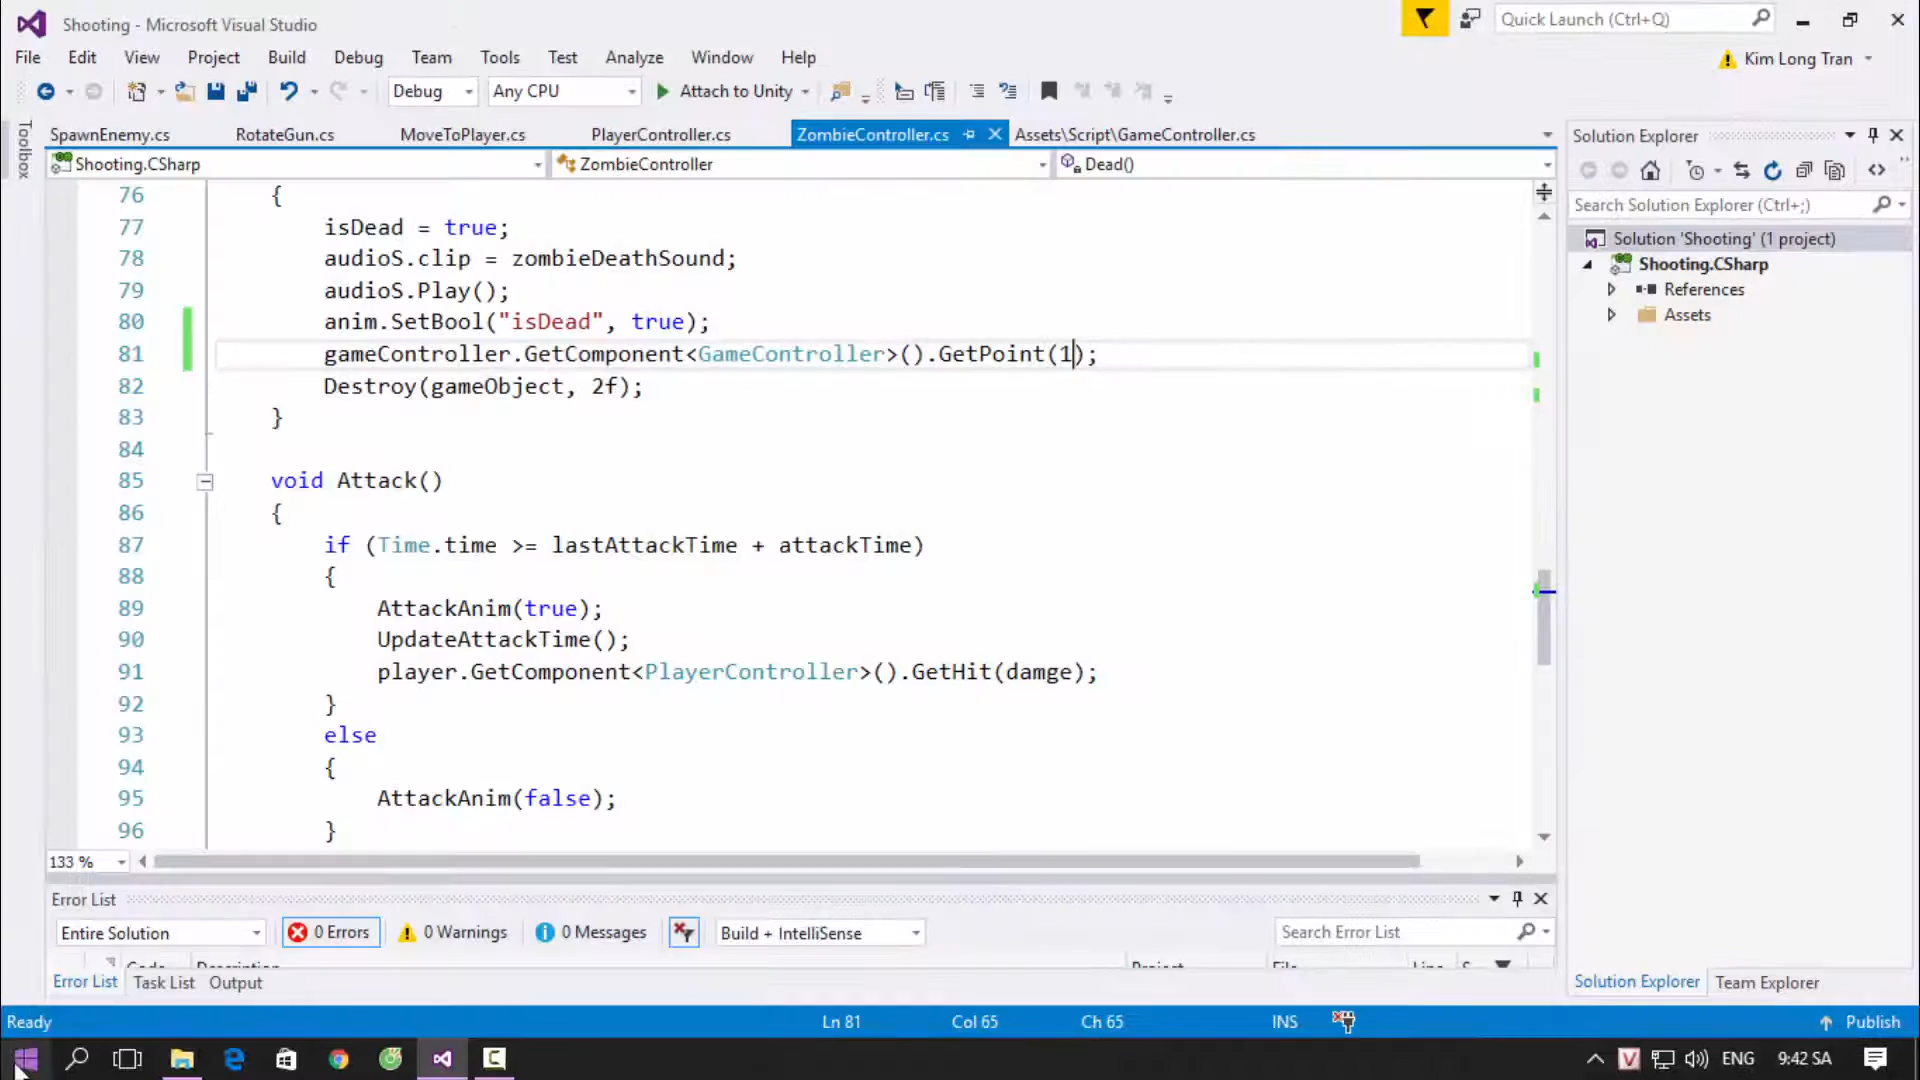 Shooting - Microsoft Visual Studio
Quick Launch (Ctrl+Q)
File Edit View Project Build Debug Team Tools Test Analyze Window Help
Kim Long Tran
Debug Any CPU Attach to Unity
Toolbox
SpawnEnemy.cs RotateGun.cs MoveToPlayer.cs PlayerController.cs ZombieController.cs Assets\Script\GameController.cs
Shooting.CSharp ZombieController Dead()
76 {
77 isDead = true;
78 audioS.clip = zombieDeathSound;
79 audioS.Play();
80 anim.SetBool("isDead", true);
81 gameController.GetComponent<GameController>().GetPoint(1);
82 Destroy(gameObject, 2f);
83 }
84
85 void Attack()
86 {
87 if (Time.time >= lastAttackTime + attackTime)
88 {
89 AttackAnim(true);
90 UpdateAttackTime();
91 player.GetComponent<PlayerController>().GetHit(damge);
92 }
93 else
94 {
95 AttackAnim(false);
96 }
133 %
Solution Explorer
Search Solution Explorer (Ctrl+;)
Solution 'Shooting' (1 project)
Shooting.CSharp
References
Assets
Error List
Entire Solution 0 Errors 0 Warnings 0 Messages Build + IntelliSense Search Error List
Error List Task List Output
Solution Explorer Team Explorer
Ready Ln 81 Col 65 Ch 65 INS Publish
ENG 9:42 SA